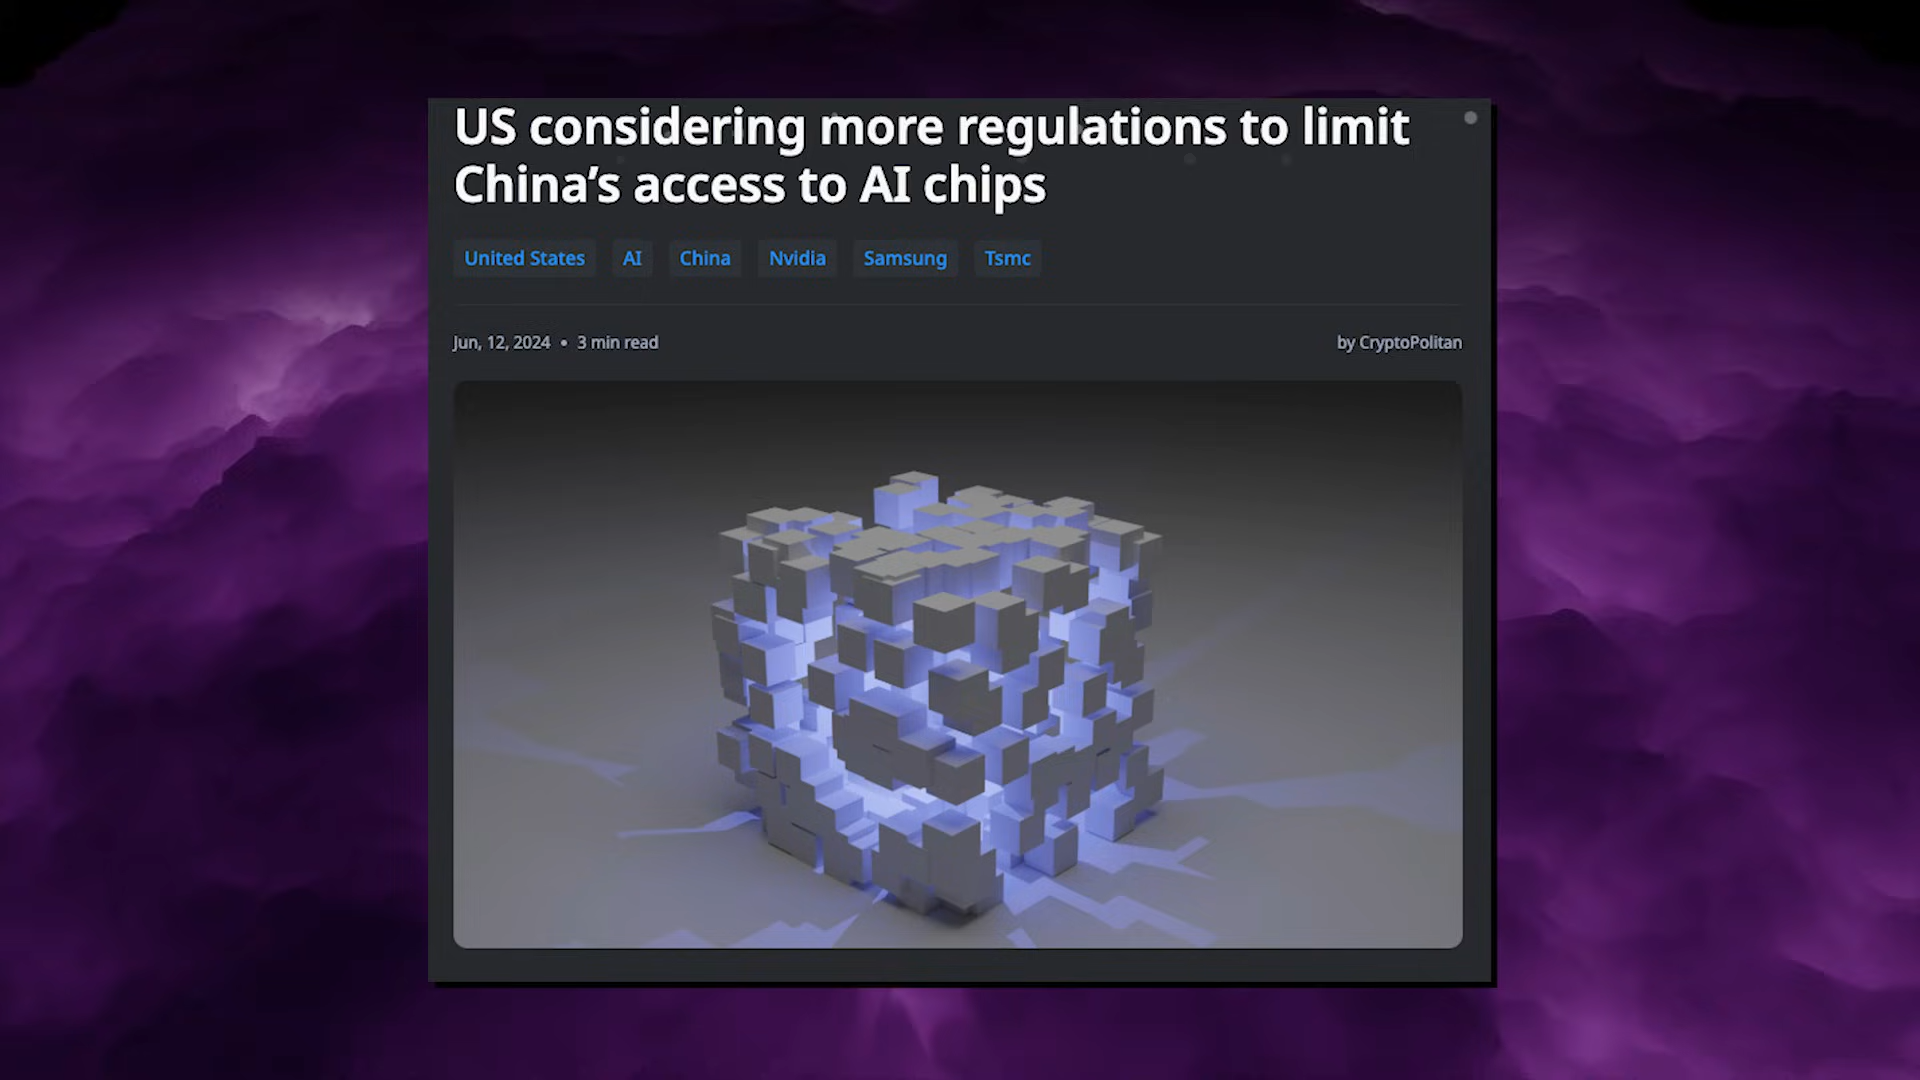 US considering more regulations to limit
China’s access to AI chips
United States AI China Nvidia Samsung Tsmc
Jun, 12, 2024 • 3 min read by CryptoPolitan